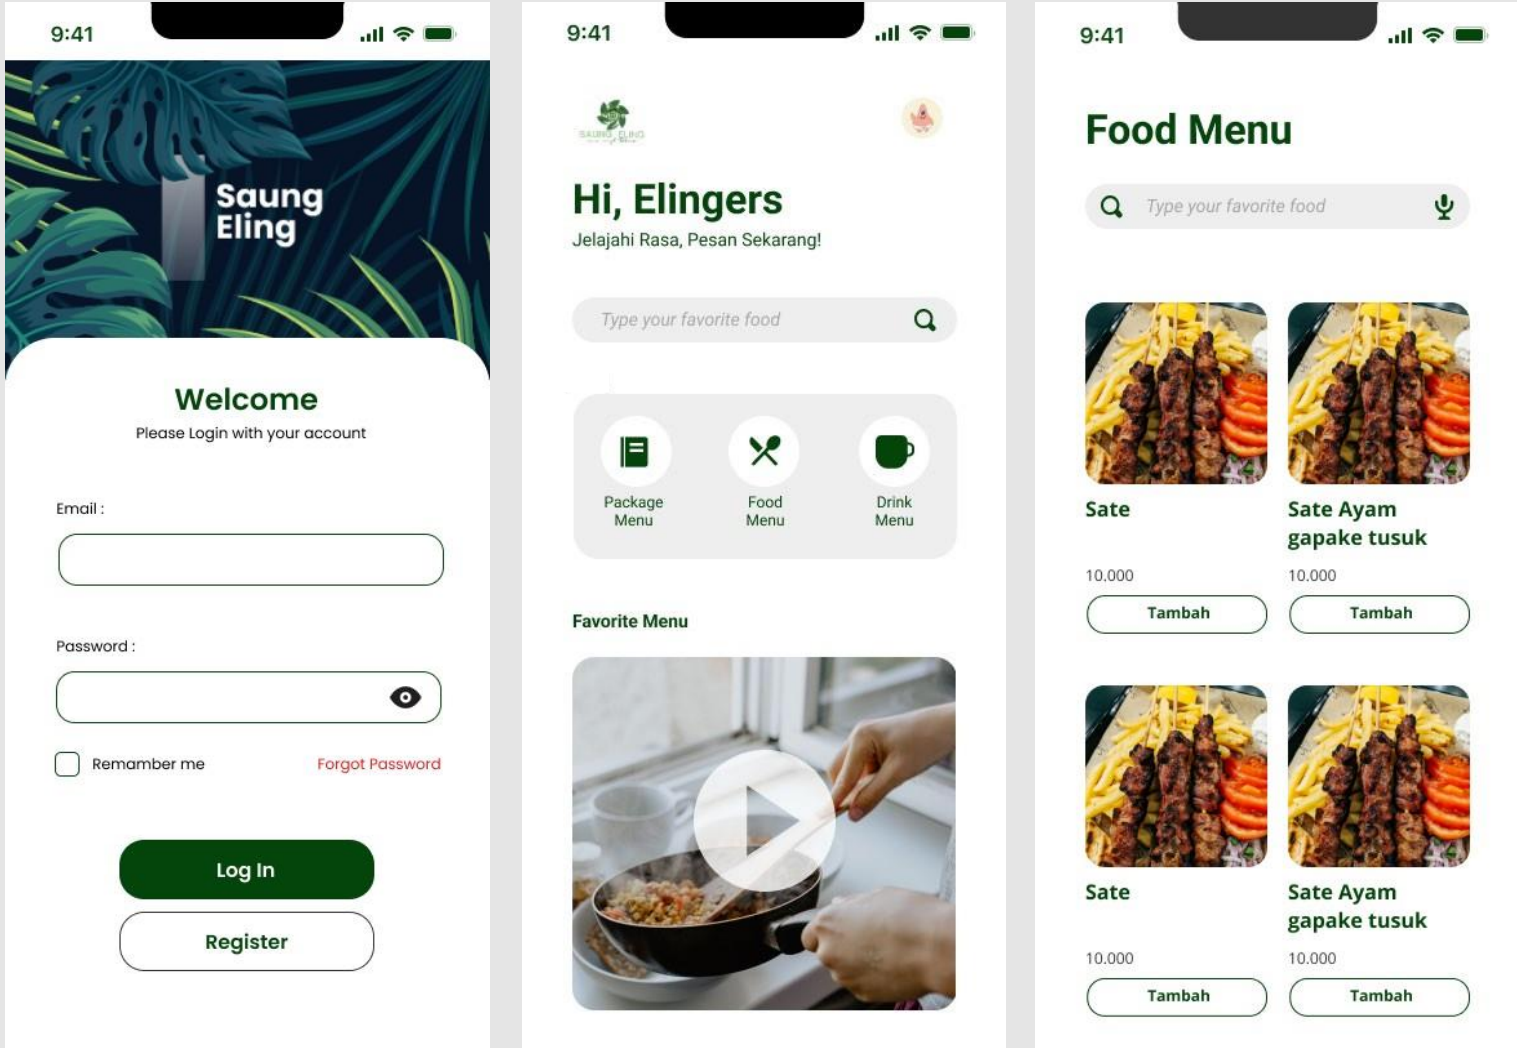 9:41
Saung
Eling
Welcome
Please Login with your account
Email :
Password :
Remamber me
Forgot Password
Log In
Register
9:41
SAUNG ELING
Hi, Elingers
Jelajahi Rasa, Pesan Sekarang!
Type your favorite food
Package
Menu
Food
Menu
Drink
Menu
Favorite Menu
9:41
Food Menu
Type your favorite food
Sate
10.000
Tambah
Sate Ayam
gapake tusuk
10.000
Tambah
Sate
10.000
Tambah
Sate Ayam
gapake tusuk
10.000
Tambah